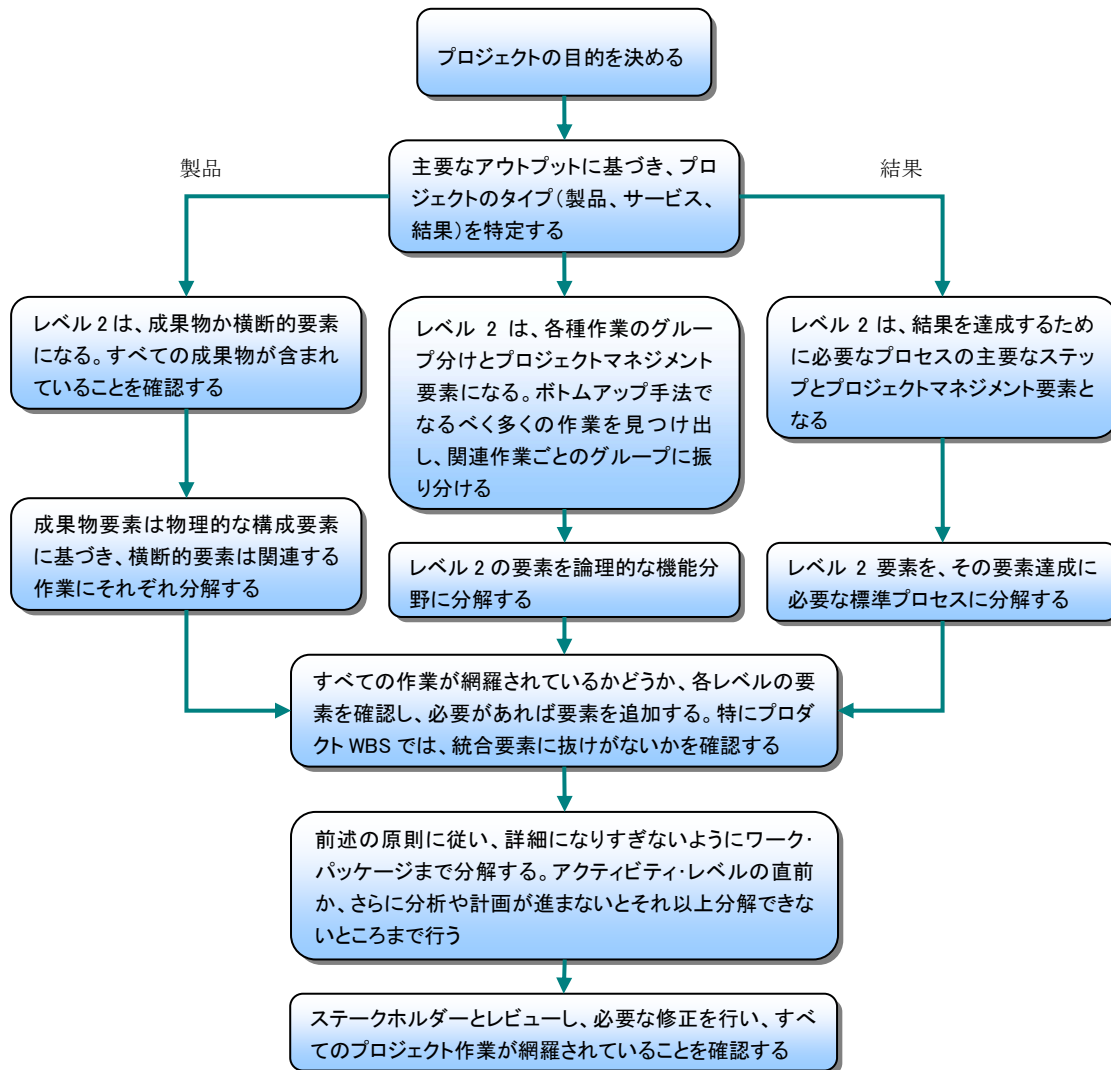 プロジェクトの目的を決める
製品
主要なアウトプットに基づき、プロ
ジェクトのタイプ(製品、サービス、
結果)を特定する
結果
レベル 2 は、成果物か横断的要素
になる。すべての成果物が含まれ
ていることを確認する
レベル 2 は、各種作業のグループ
分けとプロジェクトマネジメント
要素になる。ボトムアップ手法で
なるべく多くの作業を見つけ出
し、関連作業ごとのグループに振
り分ける
レベル 2 は、結果を達成するため
に必要なプロセスの主要なステッ
プとプロジェクトマネジメント要素と
なる
成果物要素は物理的な構成要素
に基づき、横断的要素は関連する
作業にそれぞれ分解する
レベル 2 の要素を論理的な機能分
野に分解する
レベル 2 要素を、その要素達成に
必要な標準プロセスに分解する
すべての作業が網羅されているかどうか、各レベルの要
素を確認し、必要があれば要素を追加する。特にプロダ
クト WBS では、統合要素に抜けがないかを確認する
前述の原則に従い、詳細になりすぎないようにワーク・
パッケージまで分解する。アクティビティ・レベルの直前
か、さらに分析や計画が進まないとそれ以上分解できな
いところまで行う
ステークホルダーとレビューし、必要な修正を行い、すべ
てのプロジェクト作業が網羅されていることを確認する